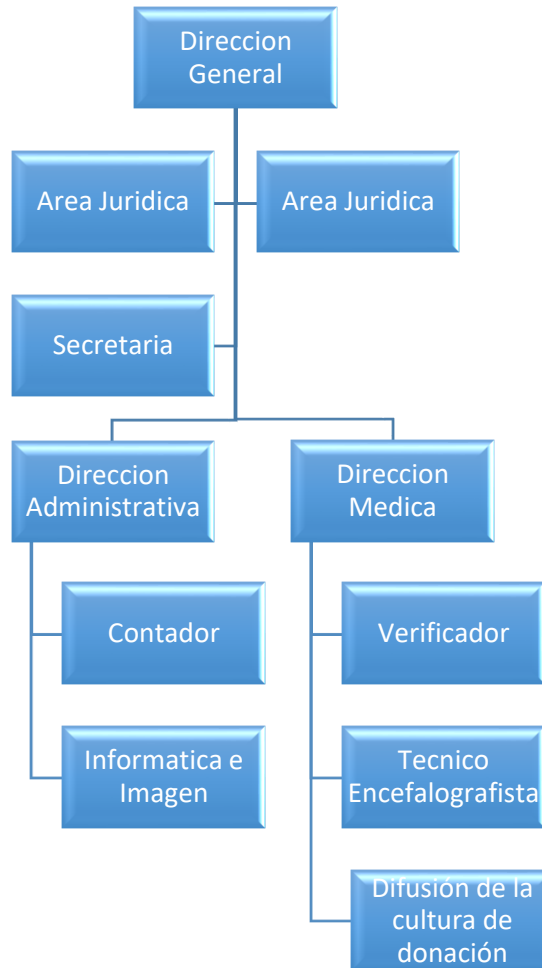 Direccion
General
Area Juridica
Area Juridica
Secretaria
Direccion
Administrativa
Direccion
Medica
Contador
Verificador
Informatica e
Imagen
Tecnico
Encefalografista
Difusión de la
cultura de
donación